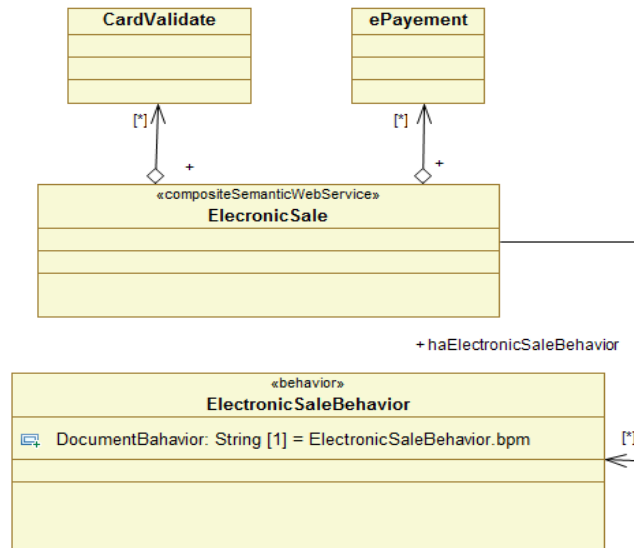 CardValidate
ePayement
[*]
[*]
+
+
«compositeSemanticWebService»
ElecronicSale
+ haElectronicSaleBehavior
«behavior»
ElectronicSaleBehavior
DocumentBahavior: String [1] = ElectronicSaleBehavior.bpm
[*]